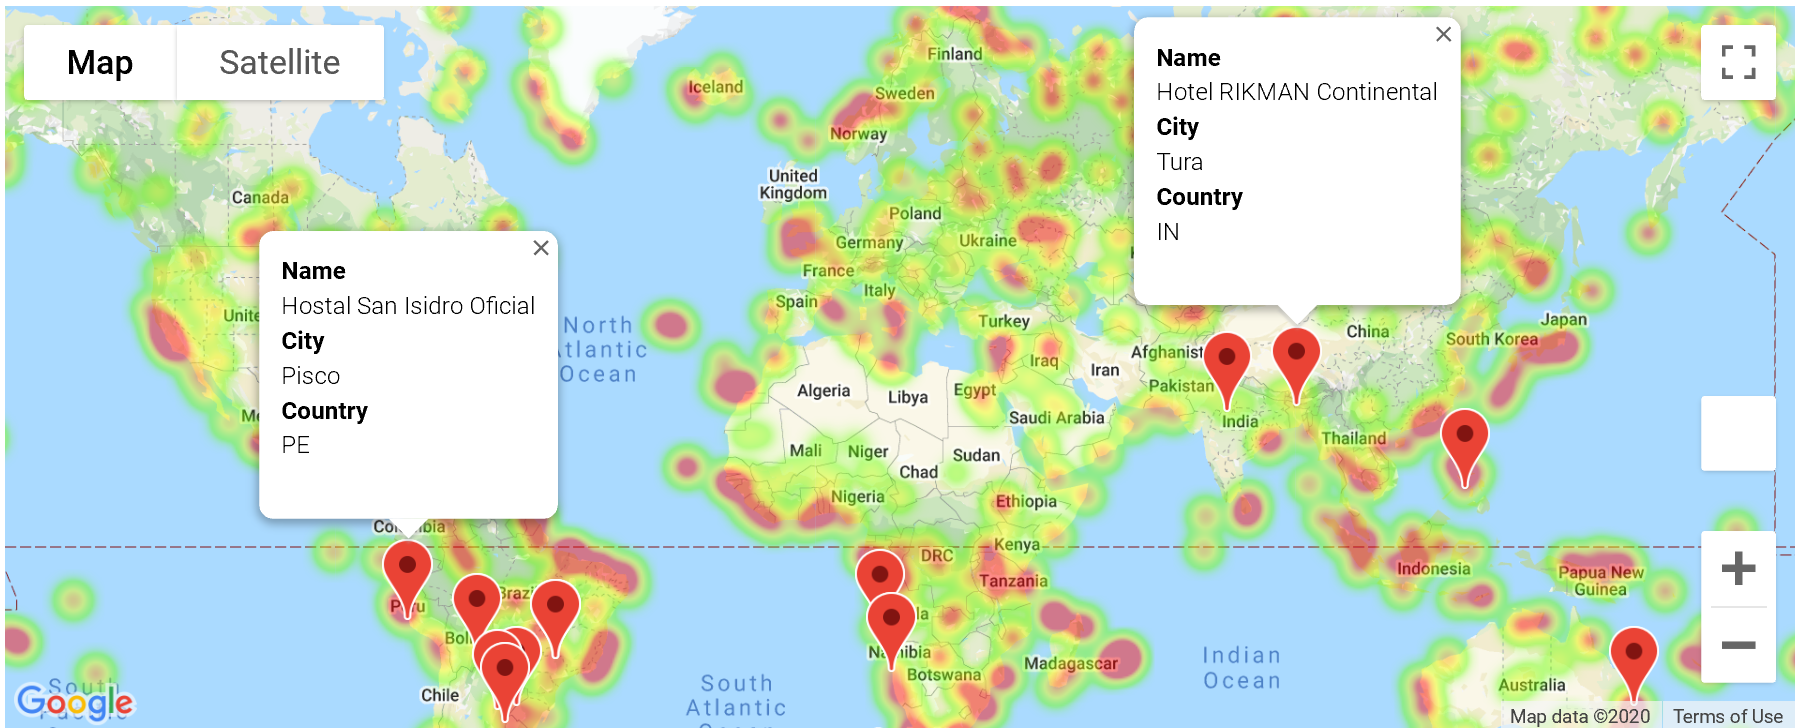 Map
Satellite
Name
Hotel RIKMAN Continental
City
Tura
Country
IN
Name
Hostal San Isidro Oficial
City
Pisco
Country
PE
Finland
Iceland
Sweden
Norway
United
Kingdom
Canada
Poland
Germany
Ukraine
France
Italy
Spain
Turkey
North
Atlantic
Ocean
Unite
Me
China
Japan
South Korea
Afghanist
Iran
Iraq
Pakistan
Algeria
Libya
Egypt
Saudi Arabia
India
Thailand
Mali
Niger
Chad
Sudan
Nigeria
Ethiopia
Kenya
DRC
Tanzania
Indonesia
Papua New
Guinea
Peru
Brazi
Bol
la
Namibia
Botswana
Madagascar
Indian
Ocean
Australia
Chile
South
Atlantic
Ocean
South
Pacific
Google
Map data ©2020
Terms of Use